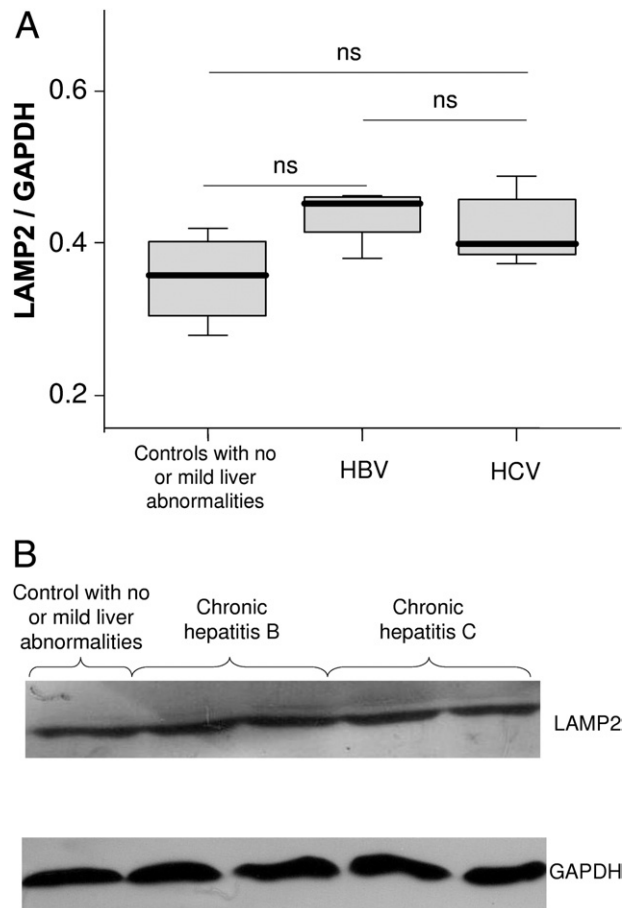 A
LAMP2 / GAPDH
0.6
0.4
0.2
ns
ns
ns
Controls with no
or mild liver
abnormalities
HBV
HCV
B
Control with no
or mild liver
abnormalities
Chronic
hepatitis B
Chronic
hepatitis C
LAMP2
GAPDH